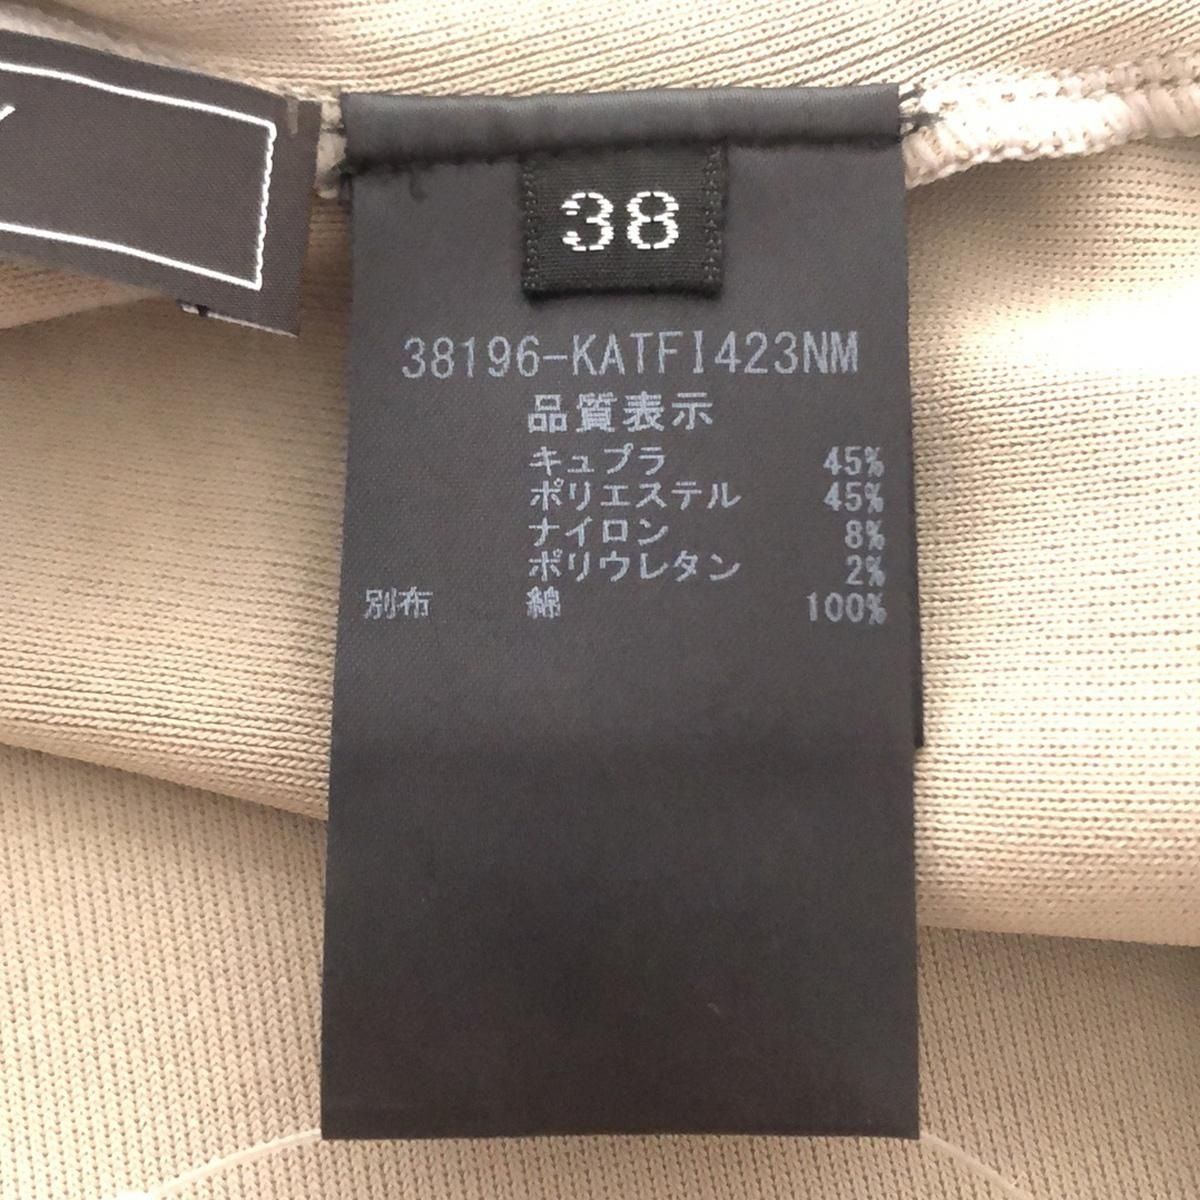 38
38196-KATFI423NM
品質表示
キュプラ 45%
ポリエステル 45%
ナイロン 8%
ポリウレタン 2%
別布 綿 100%